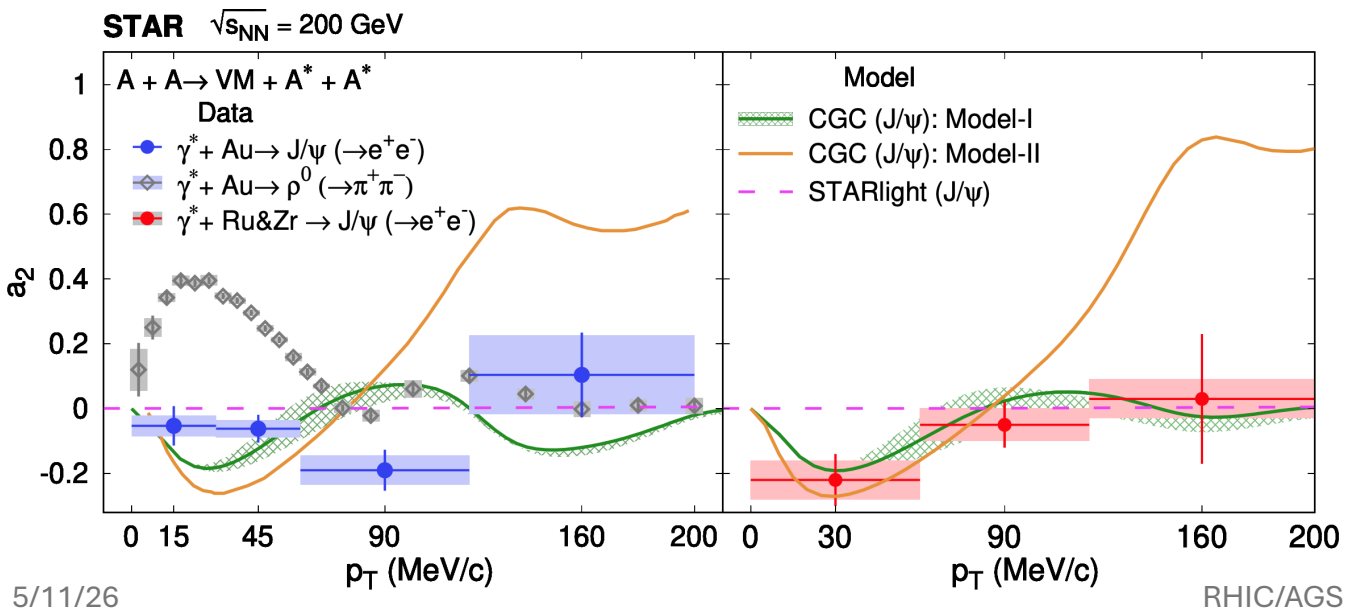 STAR √s_NN = 200 GeV
A + A→ VM + A* + A*
Data
γ* + Au→ J/ψ (→e⁺e⁻)
γ* + Au→ ρ⁰ (→π⁺π⁻)
γ* + Ru&Zr → J/ψ (→e⁺e⁻)
Model
CGC (J/ψ): Model-I
CGC (J/ψ): Model-II
STARlight (J/ψ)
a₂
1
0.8
0.6
0.4
0.2
0
-0.2
0 15 45 90 160 200
0 30 90 160 200
p_T (MeV/c)
p_T (MeV/c)
5/11/26
RHIC/AGS